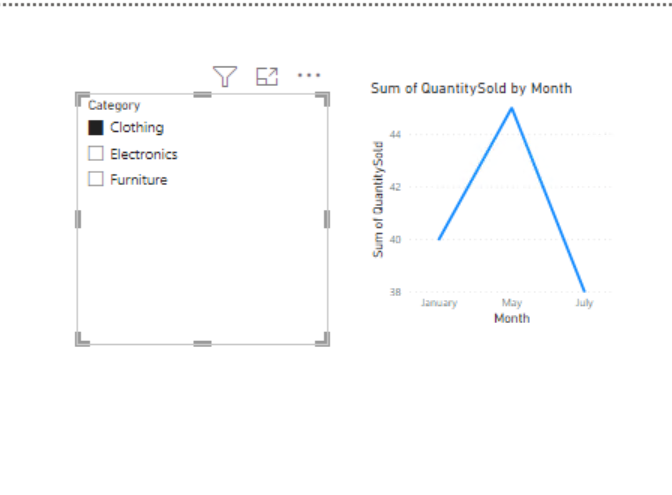 Category
Clothing
Electronics
Furniture
Sum of QuantitySold by Month
Sum of QuantitySold
44
42
40
38
January May July
Month